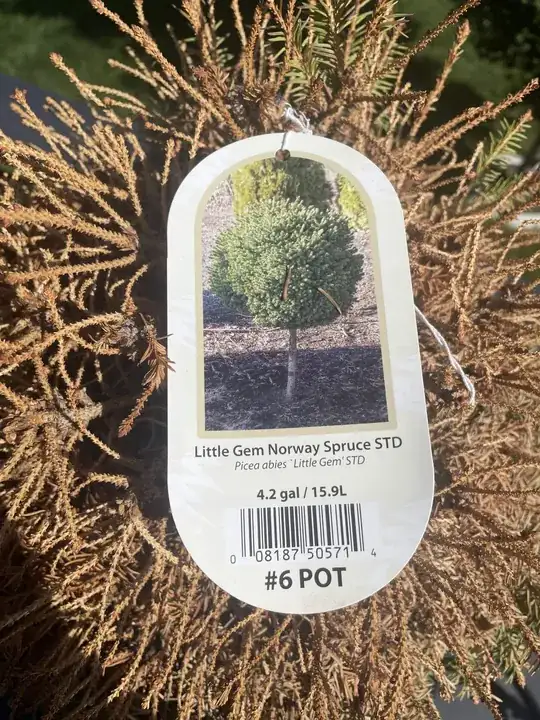 Little Gem Norway Spruce STD
Picea abies `Little Gem' STD
4.2 gal / 15.9L
0 08187 50571 4
#6 POT